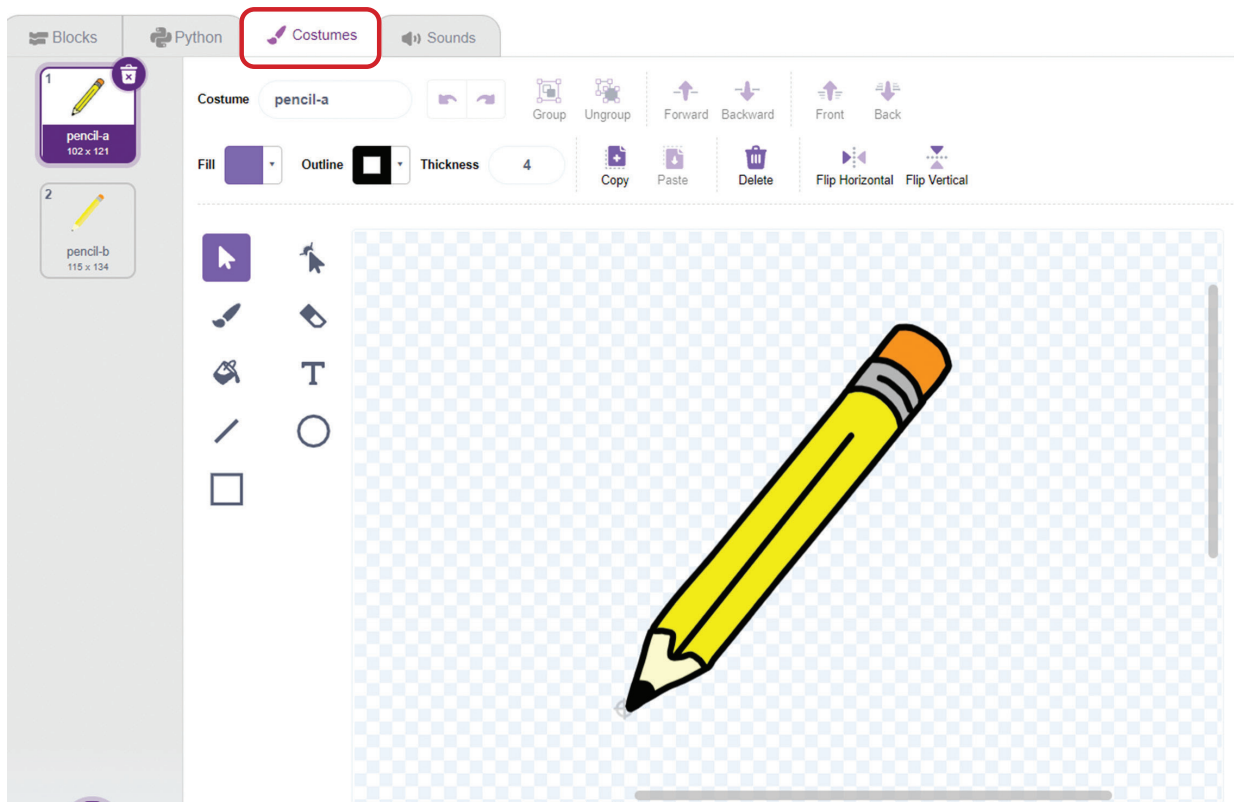 Blocks Python Costumes Sounds
1
pencil-a
102 x 121
2
pencil-b
115 x 134
Costume pencil-a Group Ungroup Forward Backward Front Back
Fill Outline Thickness 4 Copy Paste Delete Flip Horizontal Flip Vertical
T